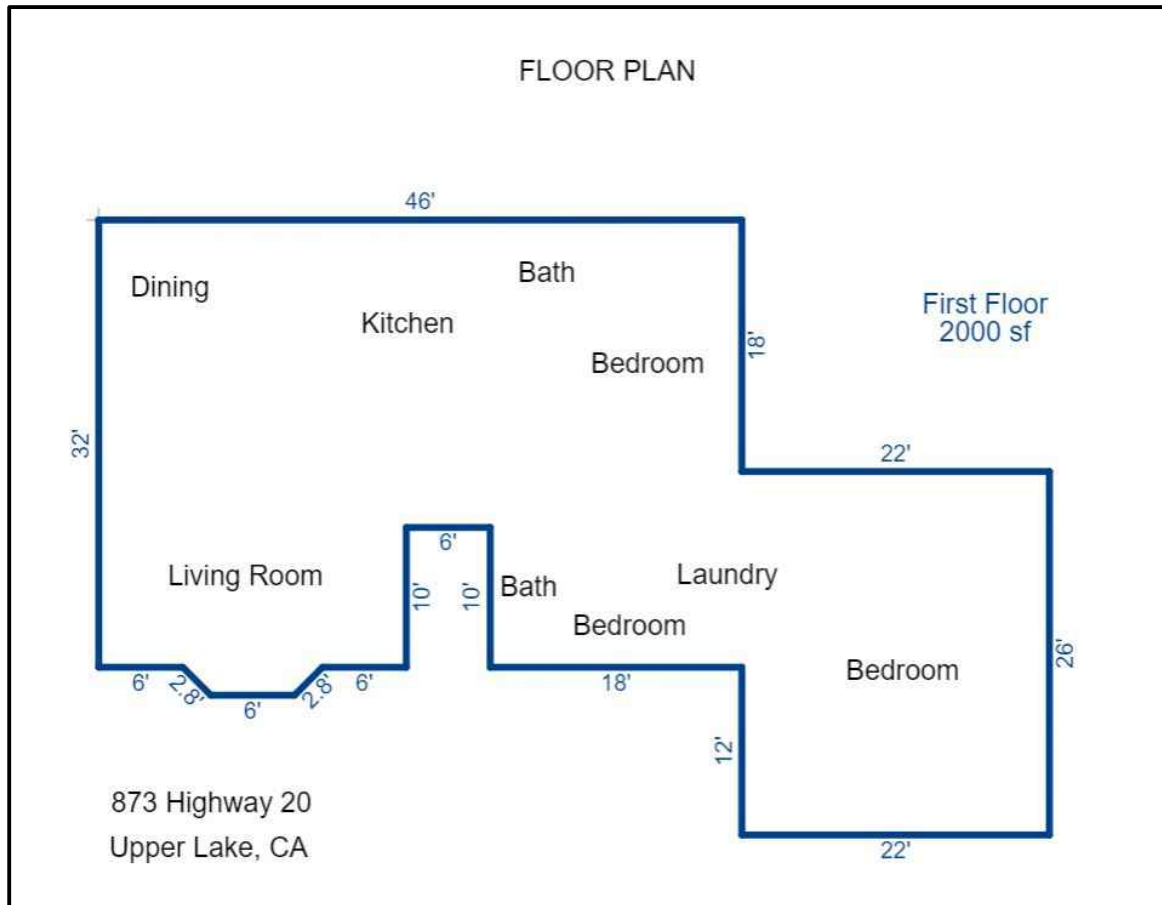 FLOOR PLAN
46'
Dining
Bath
Kitchen
Bedroom
18'
First Floor
2000 sf
32'
22'
6'
Living Room
10'
10'
Bath
Laundry
Bedroom
26'
Bedroom
6'
2.8'
6'
2.8'
6'
18'
12'
873 Highway 20
Upper Lake, CA
22'